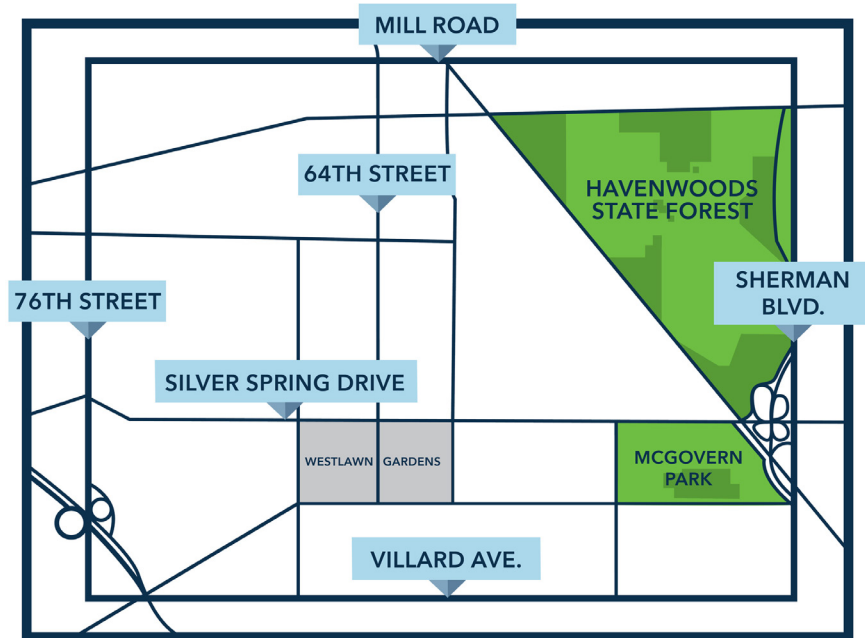 MILL ROAD
64TH STREET
HAVENWOODS
STATE FOREST
76TH STREET
SHERMAN
BLVD.
SILVER SPRING DRIVE
WESTLAWN GARDENS
MCGOVERN
PARK
VILLARD AVE.